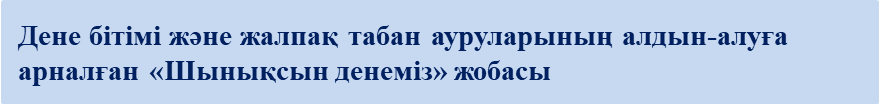 Дене бітімі және жалпақ табан ауруларының алдын-алуға
арналған «Шынықсын денеміз» жобасы